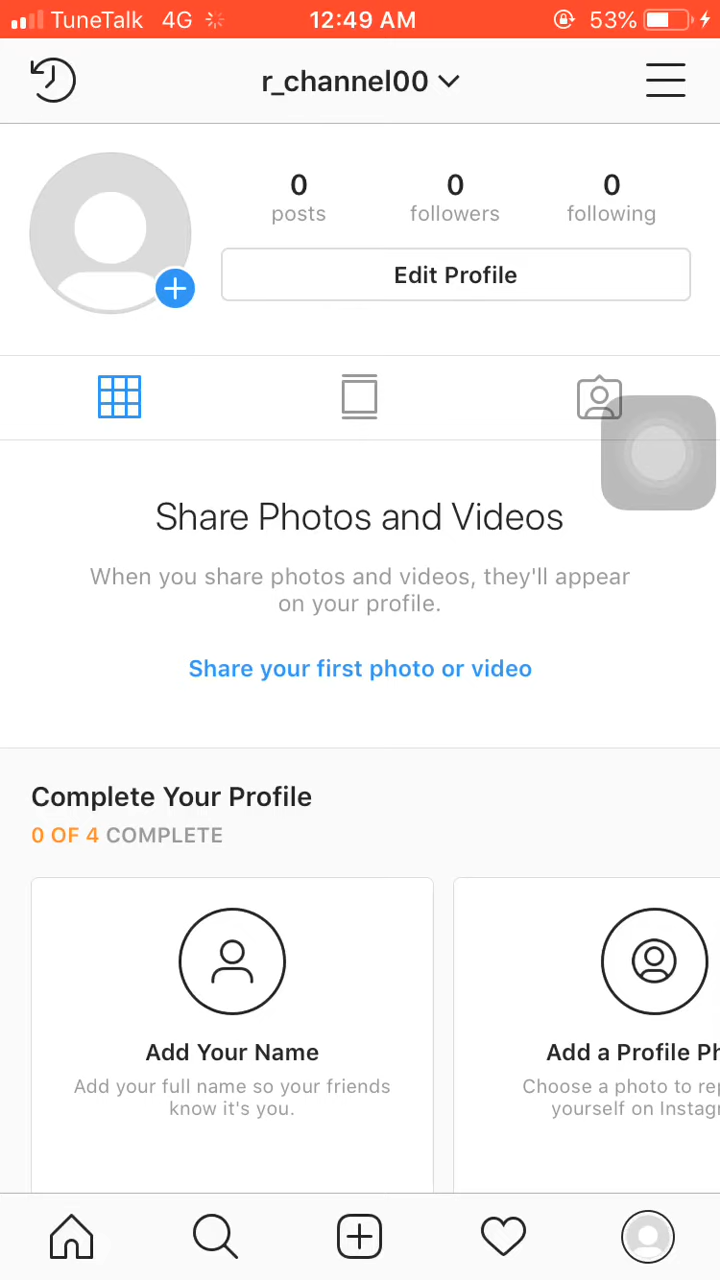 TuneTalk 4G 12:49 AM 53%
r_channel00
0 0 0
posts followers following
Edit Profile
Share Photos and Videos
When you share photos and videos, they'll appear
on your profile.
Share your first photo or video
Complete Your Profile
0 OF 4 COMPLETE
Add Your Name
Add your full name so your friends
know it's you.
Add a Profile Ph
Choose a photo to rep
yourself on Instag